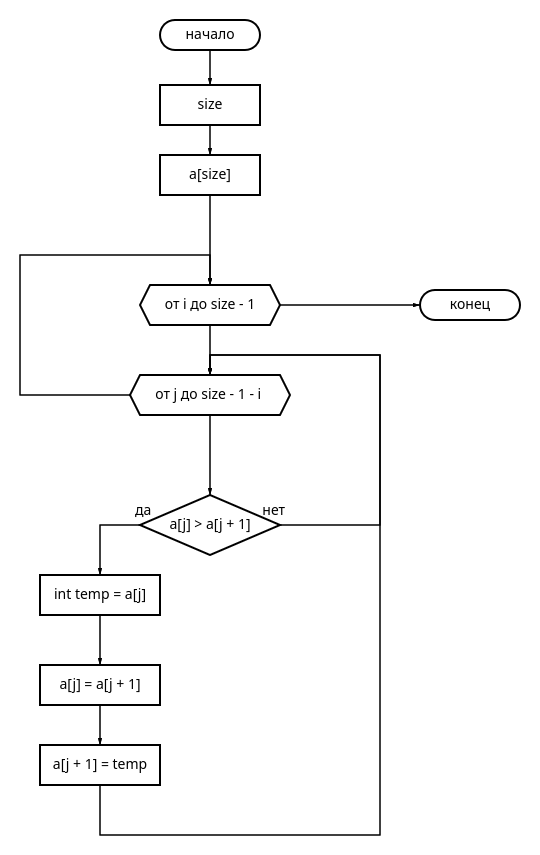 начало
size
a[size]
от i до size - 1
конец
от j до size - 1 - i
да
нет
a[j] > a[j + 1]
int temp = a[j]
a[j] = a[j + 1]
a[j + 1] = temp